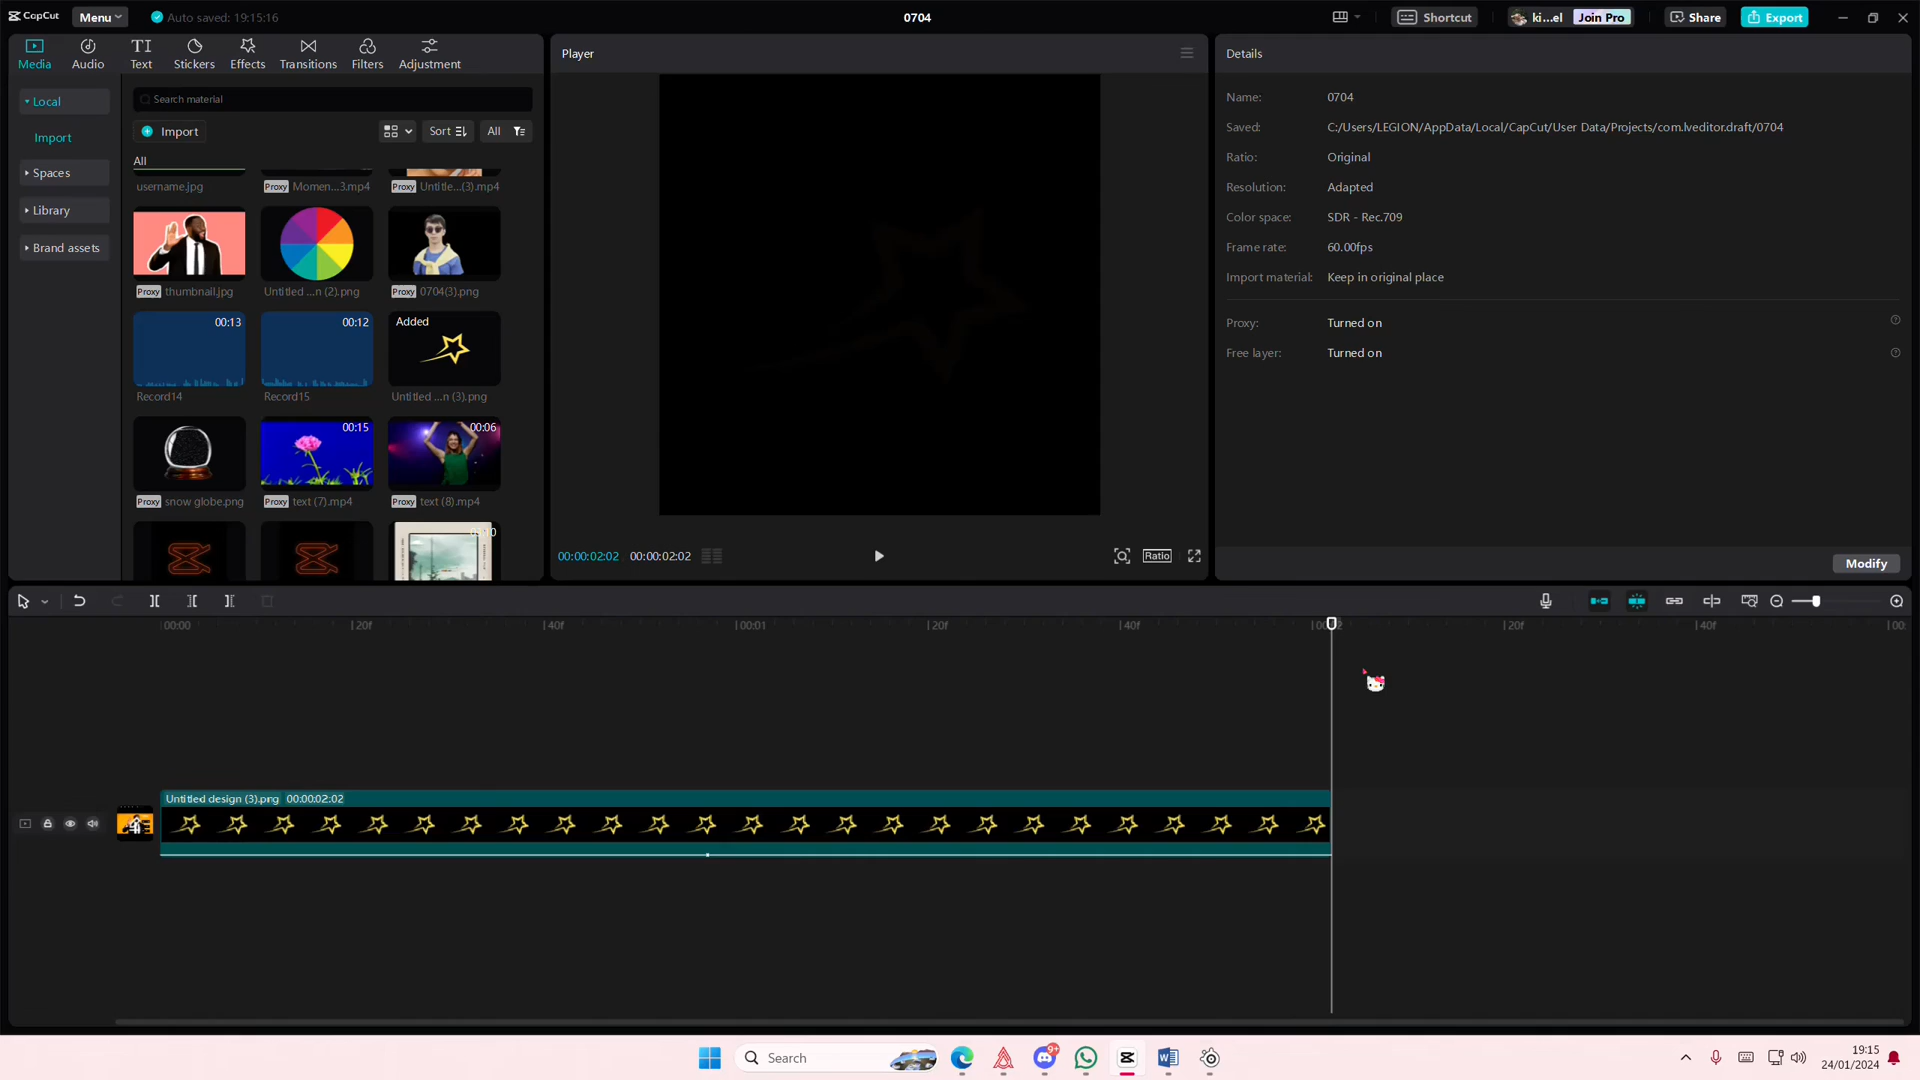 CapCut
Menu
Auto saved: 19:15:16
0704
Shortcut
ki...el
Join Pro
Share
Export
Media
Audio
Text
Stickers
Effects
Transitions
Filters
Adjustment
Local
Import
Spaces
Library
Brand assets
Search material
Import
Sort
All
All
username.jpg
Proxy Momen...3.mp4
Proxy Untitle...(3).mp4
Proxy thumbnail.jpg
Untitled ...n (2).png
Proxy 0704(3).png
00:13
00:12
Added
Record14
Record15
Untitled ...n (3).png
00:15
00:06
Proxy snow globe.png
Proxy text (7).mp4
Proxy text (8).mp4
Player
00:00:02:02
00:00:02:02
Ratio
Details
Name: 0704
Saved: C:/Users/LEGION/AppData/Local/CapCut/User Data/Projects/com.lveditor.draft/0704
Ratio: Original
Resolution: Adapted
Color space: SDR - Rec.709
Frame rate: 60.00fps
Import material: Keep in original place
Proxy: Turned on
Free layer: Turned on
Modify
00:00
20f
40f
00:01
20f
40f
20f
40f
Untitled design (3).png 00:00:02:02
Search
9+
19:15
24/01/2024